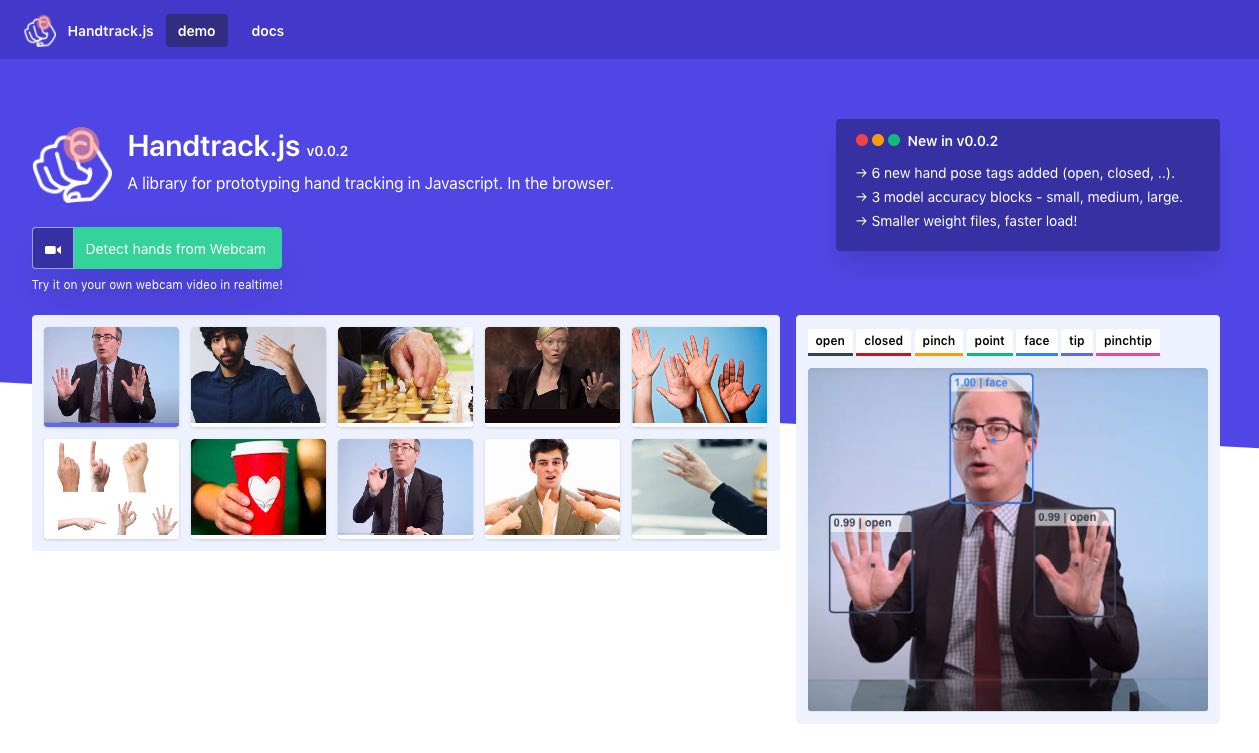 Handtrack.js demo docs
Handtrack.js v0.0.2
A library for prototyping hand tracking in Javascript. In the browser.
Detect hands from Webcam
Try it on your own webcam video in realtime!
New in v0.0.2
→ 6 new hand pose tags added (open, closed, ..).
→ 3 model accuracy blocks - small, medium, large.
→ Smaller weight files, faster load!
open closed pinch point face tip pinchtip
1.00 | face
0.99 | open
0.99 | open